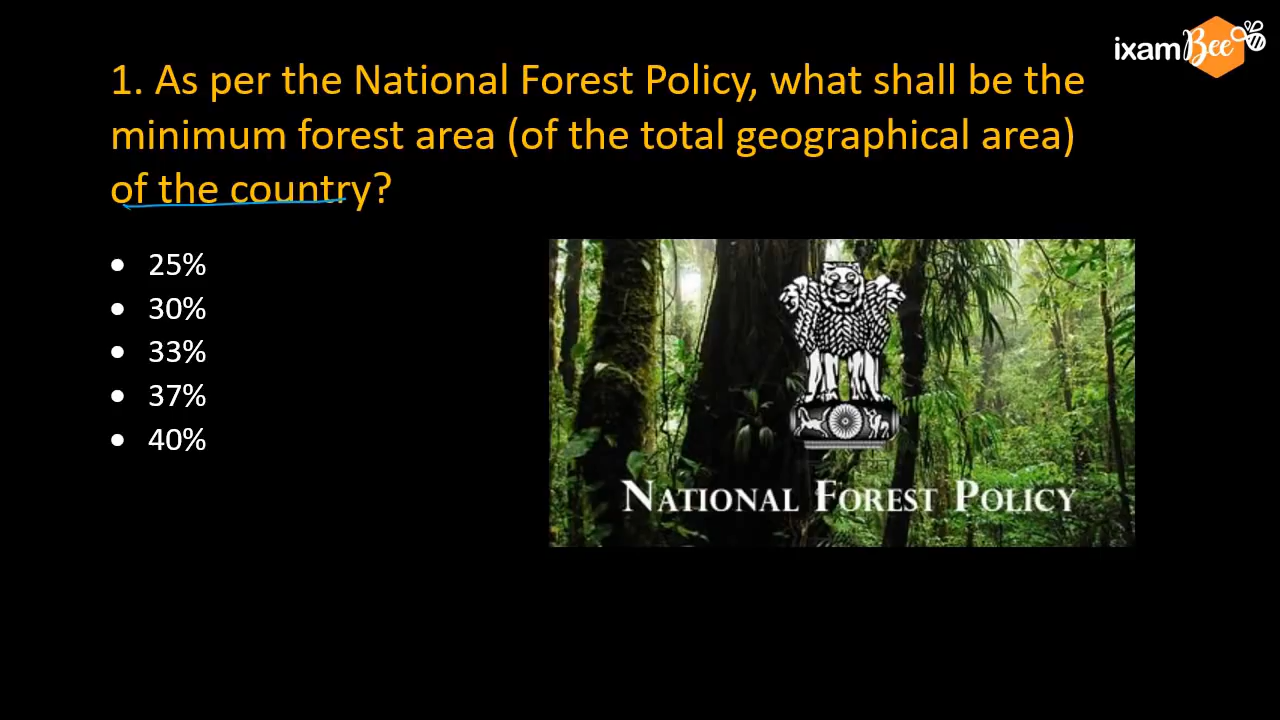 ixamBee
1. As per the National Forest Policy, what shall be the
minimum forest area (of the total geographical area)
of the country?
• 25%
• 30%
• 33%
• 37%
• 40%
NATIONAL FOREST POLICY